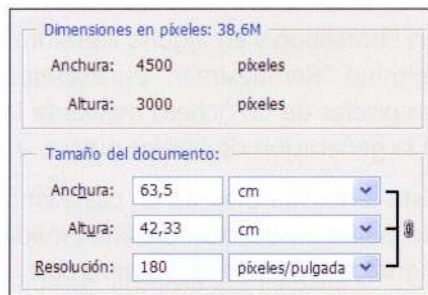 Dimensiones en píxeles: 38,6M
Anchura: 4500 píxeles
Altura: 3000 píxeles
Tamaño del documento:
Anchura: 63,5 cm
Altura: 42,33 cm
Resolución: 180 píxeles/pulgada